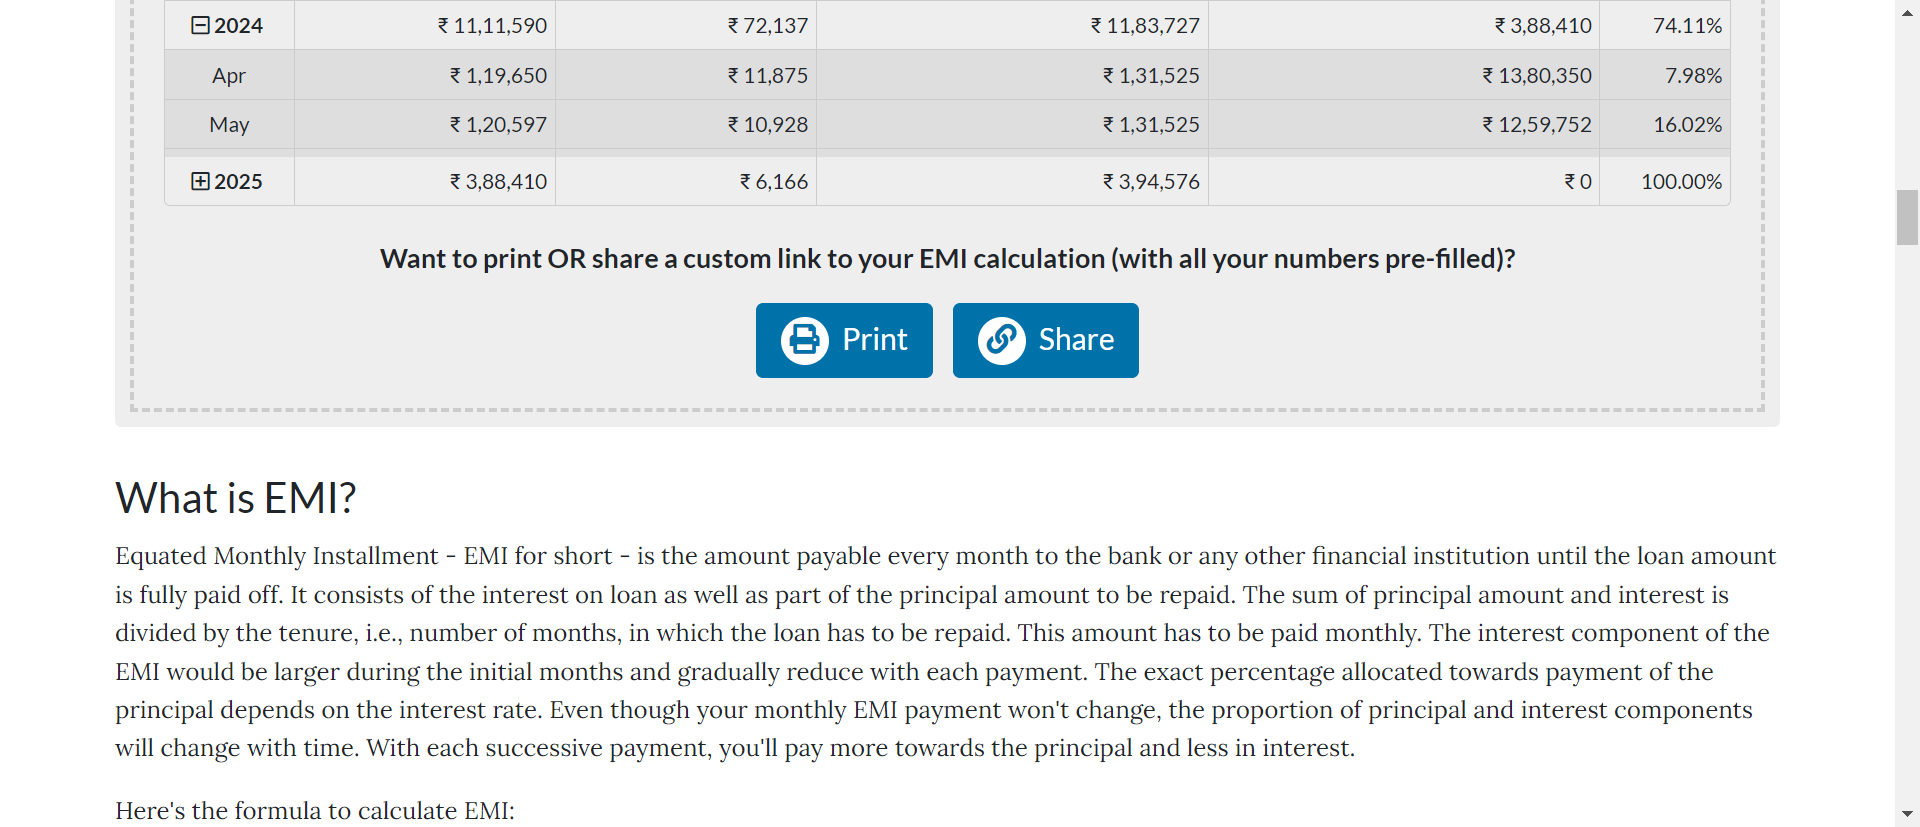 2024 ₹ 11,11,590 ₹ 72,137 ₹ 11,83,727 ₹ 3,88,410 74.11%
Apr ₹ 1,19,650 ₹ 11,875 ₹ 1,31,525 ₹ 13,80,350 7.98%
May ₹ 1,20,597 ₹ 10,928 ₹ 1,31,525 ₹ 12,59,752 16.02%
2025 ₹ 3,88,410 ₹ 6,166 ₹ 3,94,576 ₹ 0 100.00%
Want to print OR share a custom link to your EMI calculation (with all your numbers pre-filled)?
Print Share
What is EMI?
Equated Monthly Installment - EMI for short - is the amount payable every month to the bank or any other financial institution until the loan amount
is fully paid off. It consists of the interest on loan as well as part of the principal amount to be repaid. The sum of principal amount and interest is
divided by the tenure, i.e., number of months, in which the loan has to be repaid. This amount has to be paid monthly. The interest component of the
EMI would be larger during the initial months and gradually reduce with each payment. The exact percentage allocated towards payment of the
principal depends on the interest rate. Even though your monthly EMI payment won't change, the proportion of principal and interest components
will change with time. With each successive payment, you'll pay more towards the principal and less in interest.
Here's the formula to calculate EMI: